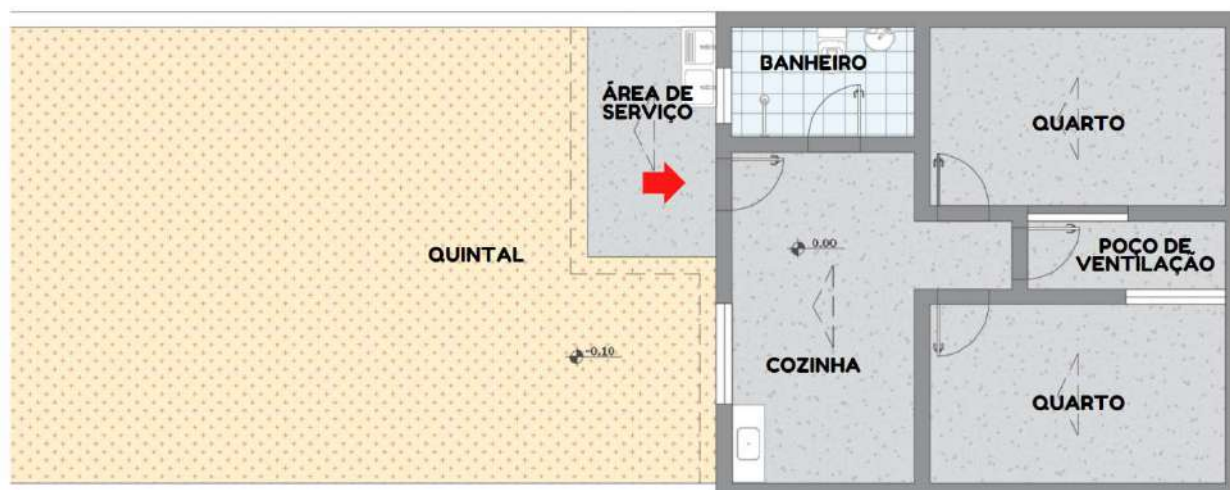 BANHEIRO
ÁREA DE
SERVIÇO
QUARTO
QUINTAL
0.00
POÇO DE
VENTILAÇÃO
-0.10
COZINHA
QUARTO